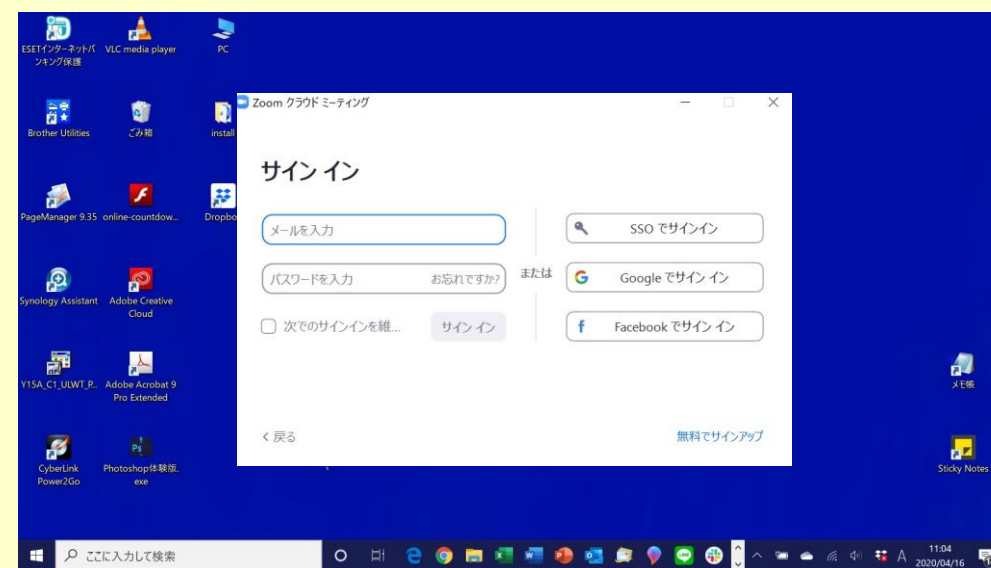 ESETインターネットバ
ンキング保護
VLC media player
PC
Brother Utilities
ごみ箱
install
PageManager 9.35
online-countdow...
Dropbo
Synology Assistant
Adobe Creative
Cloud
Y15A_C1_ULWT_P...
Adobe Acrobat 9
Pro Extended
CyberLink
Power2Go
Photoshop体験版.
exe
Zoom クラウド ミーティング
サイン イン
メールを入力
パスワードを入力
お忘れですか?
次でのサインインを維...
サイン イン
または
SSO でサインイン
Google でサイン イン
Facebook でサイン イン
< 戻る
無料でサインアップ
メモ帳
Sticky Notes
ここに入力して検索
A
11:04
2020/04/16